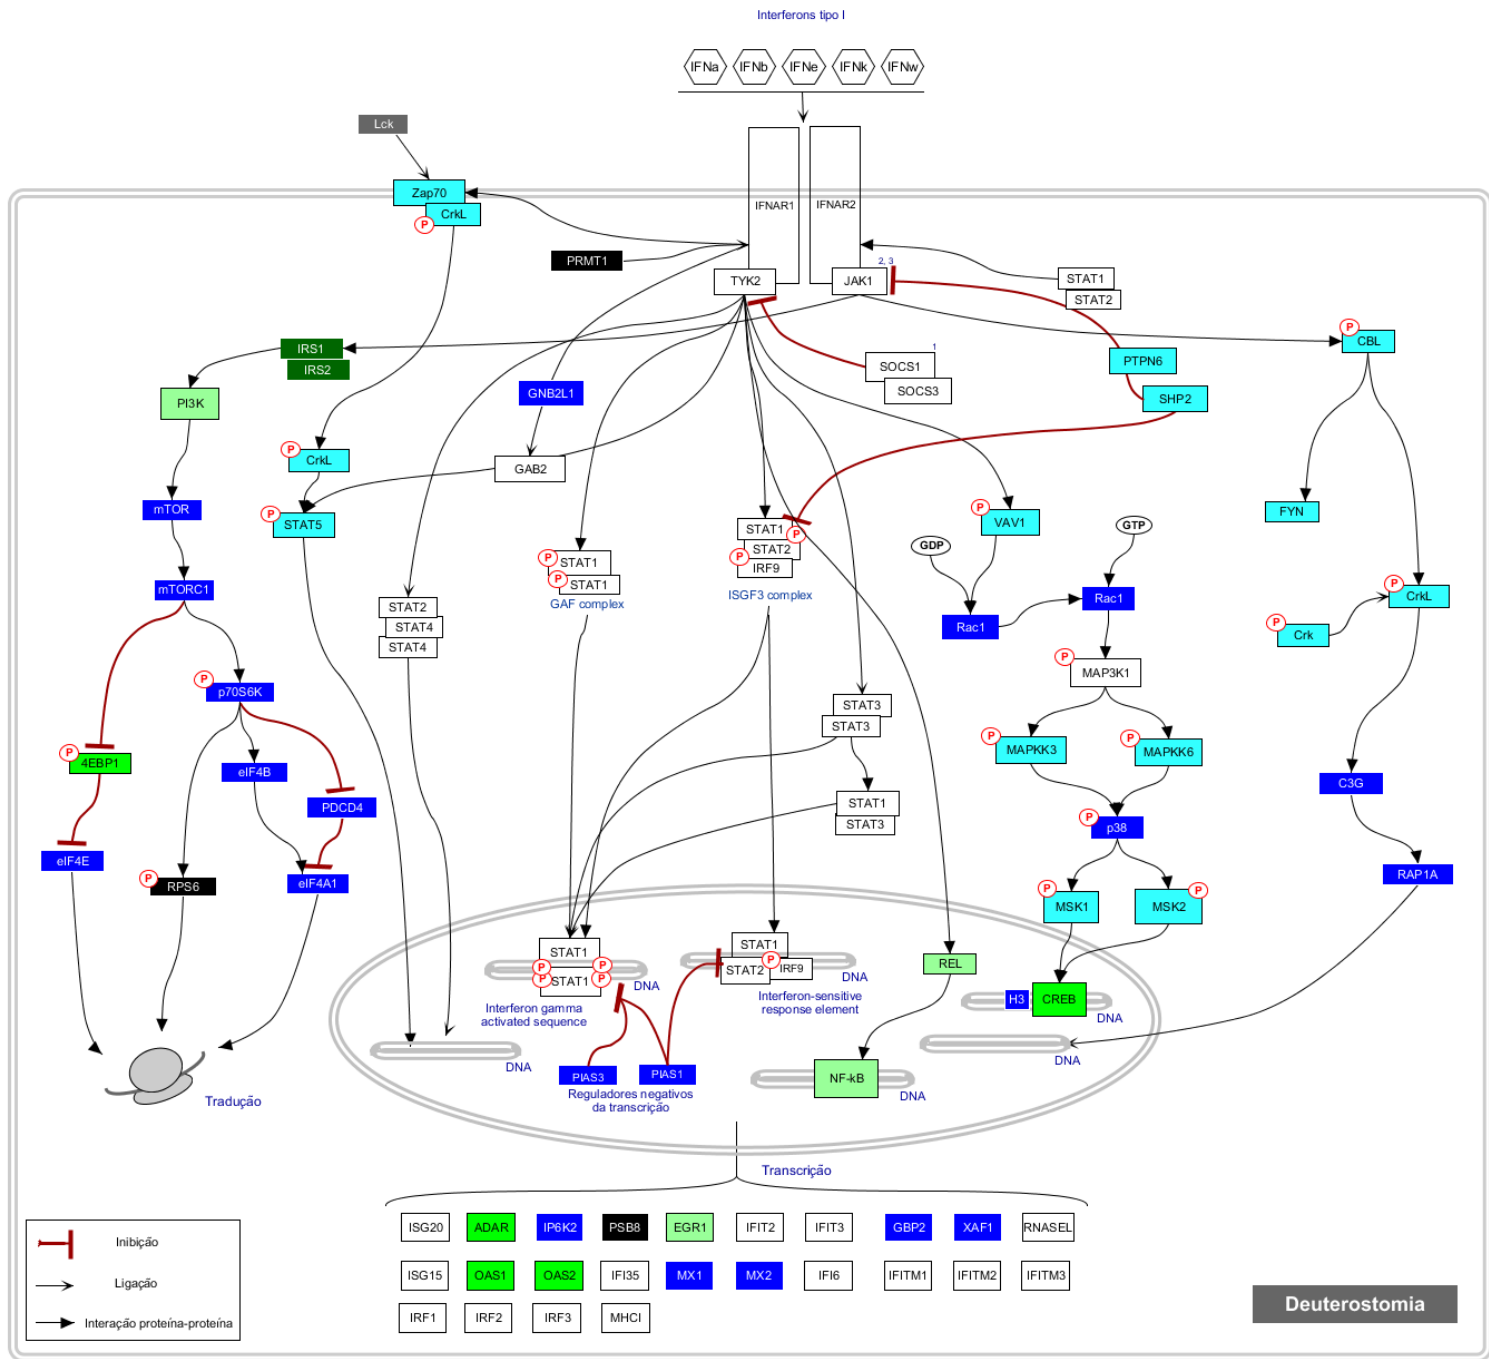 Interferons tipo I
IFNa
IFNb
IFNe
IFNk
IFNw
Lck
Zap70
CrkL
P
IFNAR1
IFNAR2
PRMT1
TYK2
JAK1
2, 3
STAT1
STAT2
IRS1
IRS2
SOCS1
1
SOCS3
PTPN6
SHP2
P
CBL
PI3K
GNB2L1
P
CrkL
GAB2
mTOR
P
STAT5
STAT1
P
STAT2
P
IRF9
ISGF3 complex
P
VAV1
FYN
GDP
GTP
P
STAT1
P
STAT1
GAF complex
mTORC1
STAT2
STAT4
STAT4
Rac1
Rac1
P
CrkL
P
Crk
P
MAP3K1
P
p70S6K
STAT3
STAT3
P
MAPKK3
P
MAPKK6
P
4EBP1
eIF4B
PDCD4
STAT1
STAT3
C3G
P
p38
eIF4E
P
RPS6
eIF4A1
RAP1A
P
MSK1
P
MSK2
STAT1
P
P
P
STAT1
P
DNA
Interferon gamma
activated sequence
STAT1
STAT2
P
IRF9
DNA
Interferon-sensitive
response element
REL
H3
CREB
DNA
DNA
DNA
PIAS3
PIAS1
Reguladores negativos
da transcrição
NF-kB
DNA
Tradução
Transcrição
ISG20
ADAR
IP6K2
PSB8
EGR1
IFIT2
IFIT3
GBP2
XAF1
RNASEL
ISG15
OAS1
OAS2
IFI35
MX1
MX2
IFI6
IFITM1
IFITM2
IFITM3
IRF1
IRF2
IRF3
MHCI
Inibição
Ligação
Interação proteína-proteína
Deuterostomia